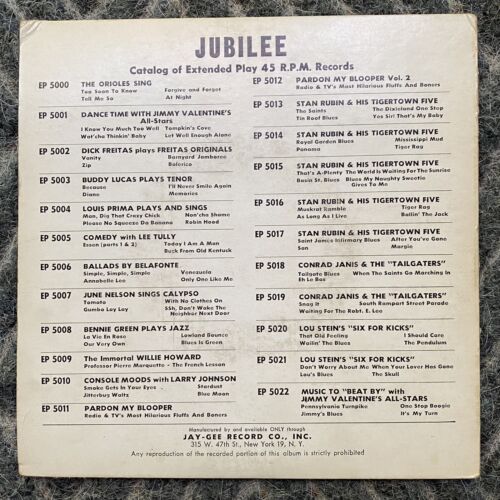 JUBILEE
Catalog of Extended Play 45 R.P.M. Records
EP 5000 THE ORIOLES SING
Too Soon To Know Forgive and Forget
Tell Me So At Night
EP 5001 DANCE TIME WITH JIMMY VALENTINE'S
All-Stars
I Know You Much Too Well Tompkin's Cove
Wot'che Thinkin' Baby Let Well Enough Alone
EP 5002 DICK FREITAS plays FREITAS ORIGINALS
Vanity Barnyard Jamboree
Zip Balerico
EP 5003 BUDDY LUCAS PLAYS TENOR
Because I'll Never Smile Again
Diane Memories
EP 5004 LOUIS PRIMA PLAYS AND SINGS
Man, Dig That Crazy Chick Non'che Shame
Please No Squeeza Da Banana Robin Hood
EP 5005 COMEDY with LEE TULLY
Essen (parts 1 & 2) Today I Am A Man
Buck From Old Kentuck
EP 5006 BALLADS BY BELAFONTE
Simple, Simple, Simple Venezuela
Annabelle Lee Only One Like Me
EP 5007 JUNE NELSON SINGS CALYPSO
Tomato With No Clothes On
Gumbo Lay Lay SSh, Don't Wake The
Neighbor Next Door
EP 5008 BENNIE GREEN PLAYS JAZZ
La Vie En Rose Lowland Bounce
Our Very Own Blues Is Green
EP 5009 The Immortal WILLIE HOWARD
Professor Pierre Marquette - The French Lesson
EP 5010 CONSOLE MOODS with LARRY JOHNSON
Smoke Gets In Your Eyes Stardust
Jitterbug Waltz Blue Moon
EP 5011 PARDON MY BLOOPER
Radio & TV's Most Hilarious Fluffs And Boners
EP 5012 PARDON MY BLOOPER Vol. 2
Radio & TV's Most Hilarious Fluffs And Boners
EP 5013 STAN RUBIN & HIS TIGERTOWN FIVE
The Saints The Dixieland One Step
Tin Roof Blues Yes Sir! That's My Baby
EP 5014 STAN RUBIN & HIS TIGERTOWN FIVE
Royal Garden Blues Mississippi Mud
Panama Tiger Rag
EP 5015 STAN RUBIN & HIS TIGERTOWN FIVE
That's A-Plenty The World Is Waiting For The Sunrise
Basin St. Blues Blues My Naughty Sweetie
Gives To Me
EP 5016 STAN RUBIN & HIS TIGERTOWN FIVE
Muskrat Ramble Tiger Rag
As Long As I Live Ballin' The Jack
EP 5017 STAN RUBIN & HIS TIGERTOWN FIVE
Saint James Infirmary Blues After You've Gone
Sue Margin
EP 5018 CONRAD JANIS & THE "TAILGATERS"
Tailgate Blues When The Saints Go Marching In
Eh La Bas
EP 5019 CONRAD JANIS & THE "TAILGATERS"
Snag It South Rampart Street Parade
Waiting For The Robt. E. Lee
EP 5020 LOU STEIN'S "SIX FOR KICKS"
That Old Feeling I Should Care
Wailin' The Blues The Pendulum
EP 5021 LOU STEIN'S "SIX FOR KICKS"
Don't Worry About Me When Your Lover Has Gone
Lou's Blues The Skull
EP 5022 MUSIC TO "BEAT BY" with
JIMMY VALENTINE'S ALL-STARS
Pennsylvania Turnpike One Stop Boogie
Jimmy's Blues It's My Turn
Manufactured by and available ONLY through
JAY-GEE RECORD CO., INC.
315 W. 47th St., New York 19, N. Y.
Any reproduction of the recorded portion of this album is strictly prohibited